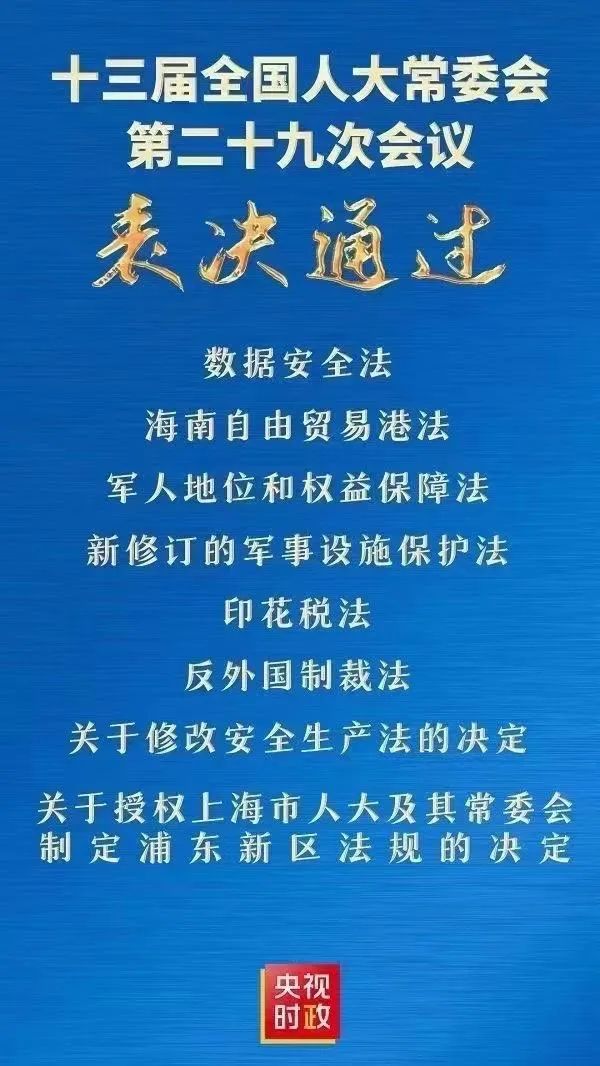 十三届全国人大常委会
第二十九次会议
表决通过
数据安全法
海南自由贸易港法
军人地位和权益保障法
新修订的军事设施保护法
印花税法
反外国制裁法
关于修改安全生产法的决定
关于授权上海市人大及其常委会
制定浦东新区法规的决定
央视
时政